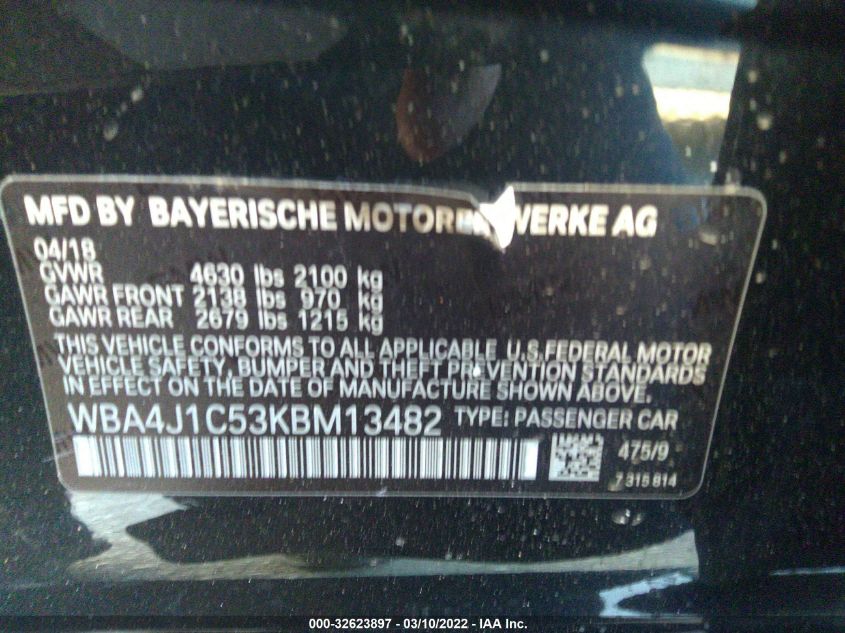 MFD BY BAYERISCHE MOTOREN WERKE AG
04/18
GVWR 4630 lbs 2100 kg
GAWR FRONT 2138 lbs 970 kg
GAWR REAR 2679 lbs 1215 kg
THIS VEHICLE CONFORMS TO ALL APPLICABLE U.S.FEDERAL MOTOR
VEHICLE SAFETY, BUMPER AND THEFT PREVENTION STANDARDS
IN EFFECT ON THE DATE OF MANUFACTURE SHOWN ABOVE.
WBA4J1C53KBM13482 TYPE: PASSENGER CAR
475/9
7 315 814
000-32623897 - 03/10/2022 - IAA Inc.